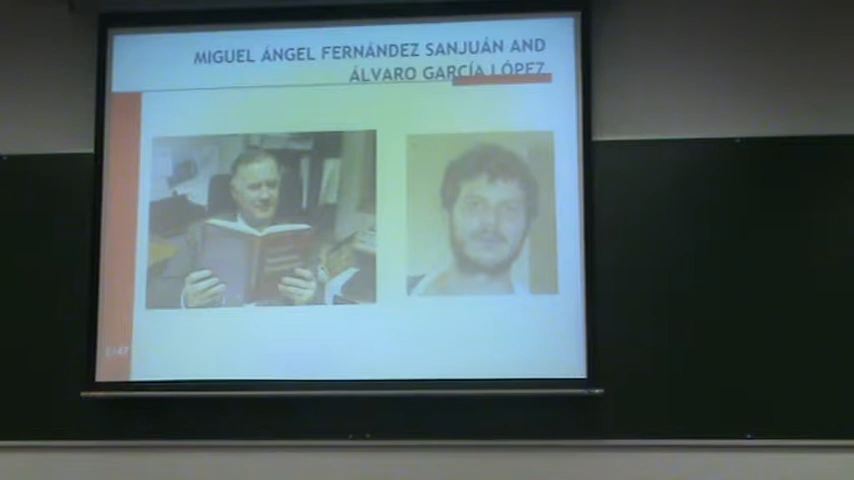 MIGUEL ÁNGEL FERNÁNDEZ SANJUÁN AND
ÁLVARO GARCÍA LÓPEZ